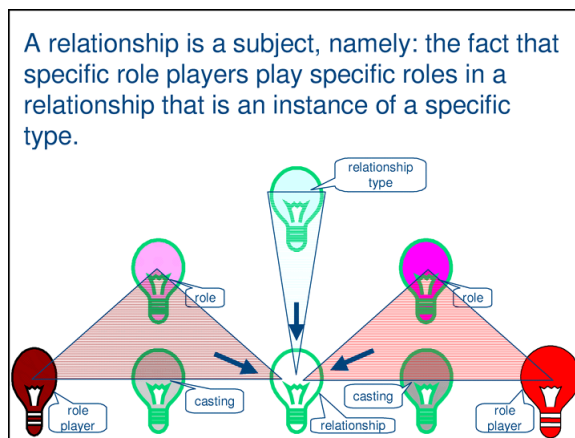 A relationship is a subject, namely: the fact that
specific role players play specific roles in a
relationship that is an instance of a specific
type.
relationship
type
role
role
role
player
casting
relationship
casting
role
player